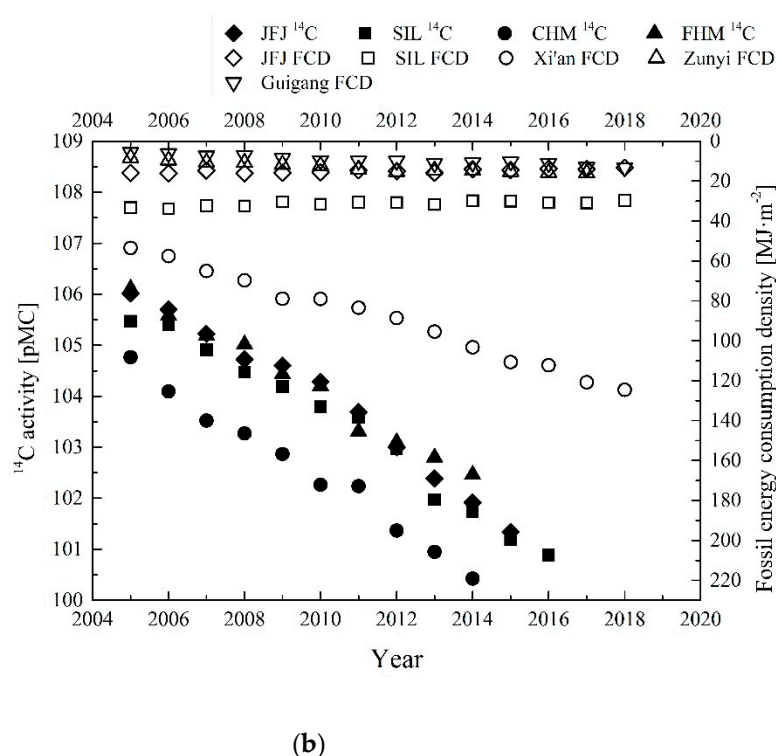 JFJ ¹⁴C SIL ¹⁴C CHM ¹⁴C FHM ¹⁴C
JFJ FCD SIL FCD Xi'an FCD Zunyi FCD
Guigang FCD
2004 2006 2008 2010 2012 2014 2016 2018 2020
109
108
107
106
105
104
103
102
101
100
¹⁴C activity [pMC]
0
20
40
60
80
100
120
140
160
180
200
220
Fossil energy consumption density [MJ·m⁻²]
2004 2006 2008 2010 2012 2014 2016 2018 2020
Year
(b)